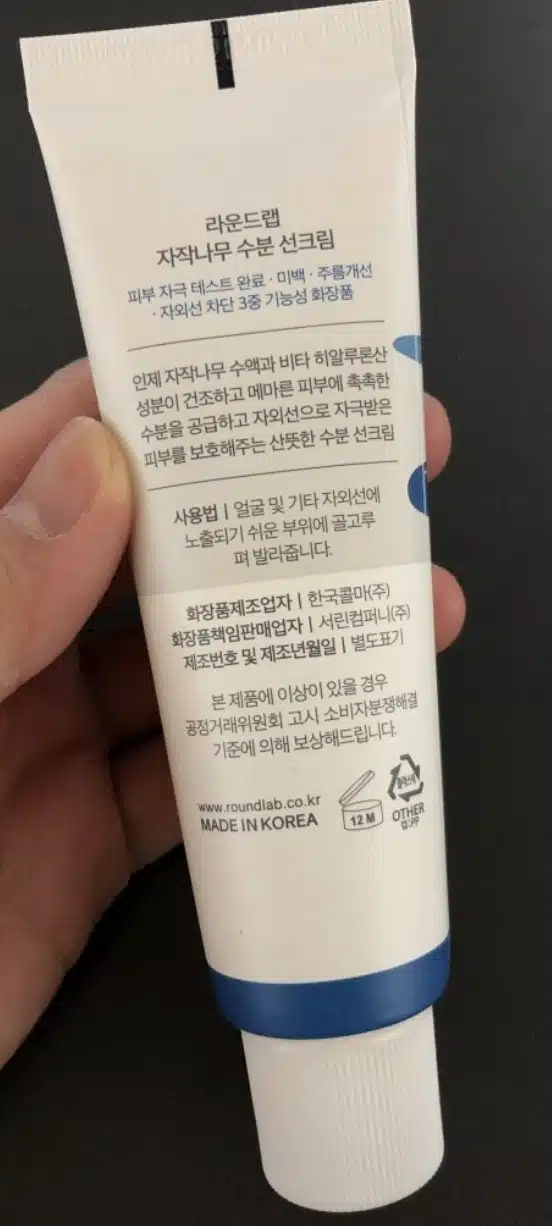 라운드랩
자작나무 수분 선크림
피부 자극 테스트 완료 · 미백 · 주름개선
· 자외선 차단 3중 기능성 화장품
인제 자작나무 수액과 비타 히알루론산
성분이 건조하고 메마른 피부에 촉촉한
수분을 공급하고 자외선으로 자극받은
피부를 보호해주는 산뜻한 수분 선크림
사용법 | 얼굴 및 기타 자외선에
노출되기 쉬운 부위에 골고루
펴 발라줍니다.
화장품제조업자 | 한국콜마(주)
화장품책임판매업자 | 서린컴퍼니(주)
제조번호 및 제조년월일 | 별도표기
본 제품에 이상이 있을 경우
공정거래위원회 고시 소비자분쟁해결
기준에 의해 보상해드립니다.
www.roundlab.co.kr
MADE IN KOREA
12 M
플라스틱
OTHER
캡:PP